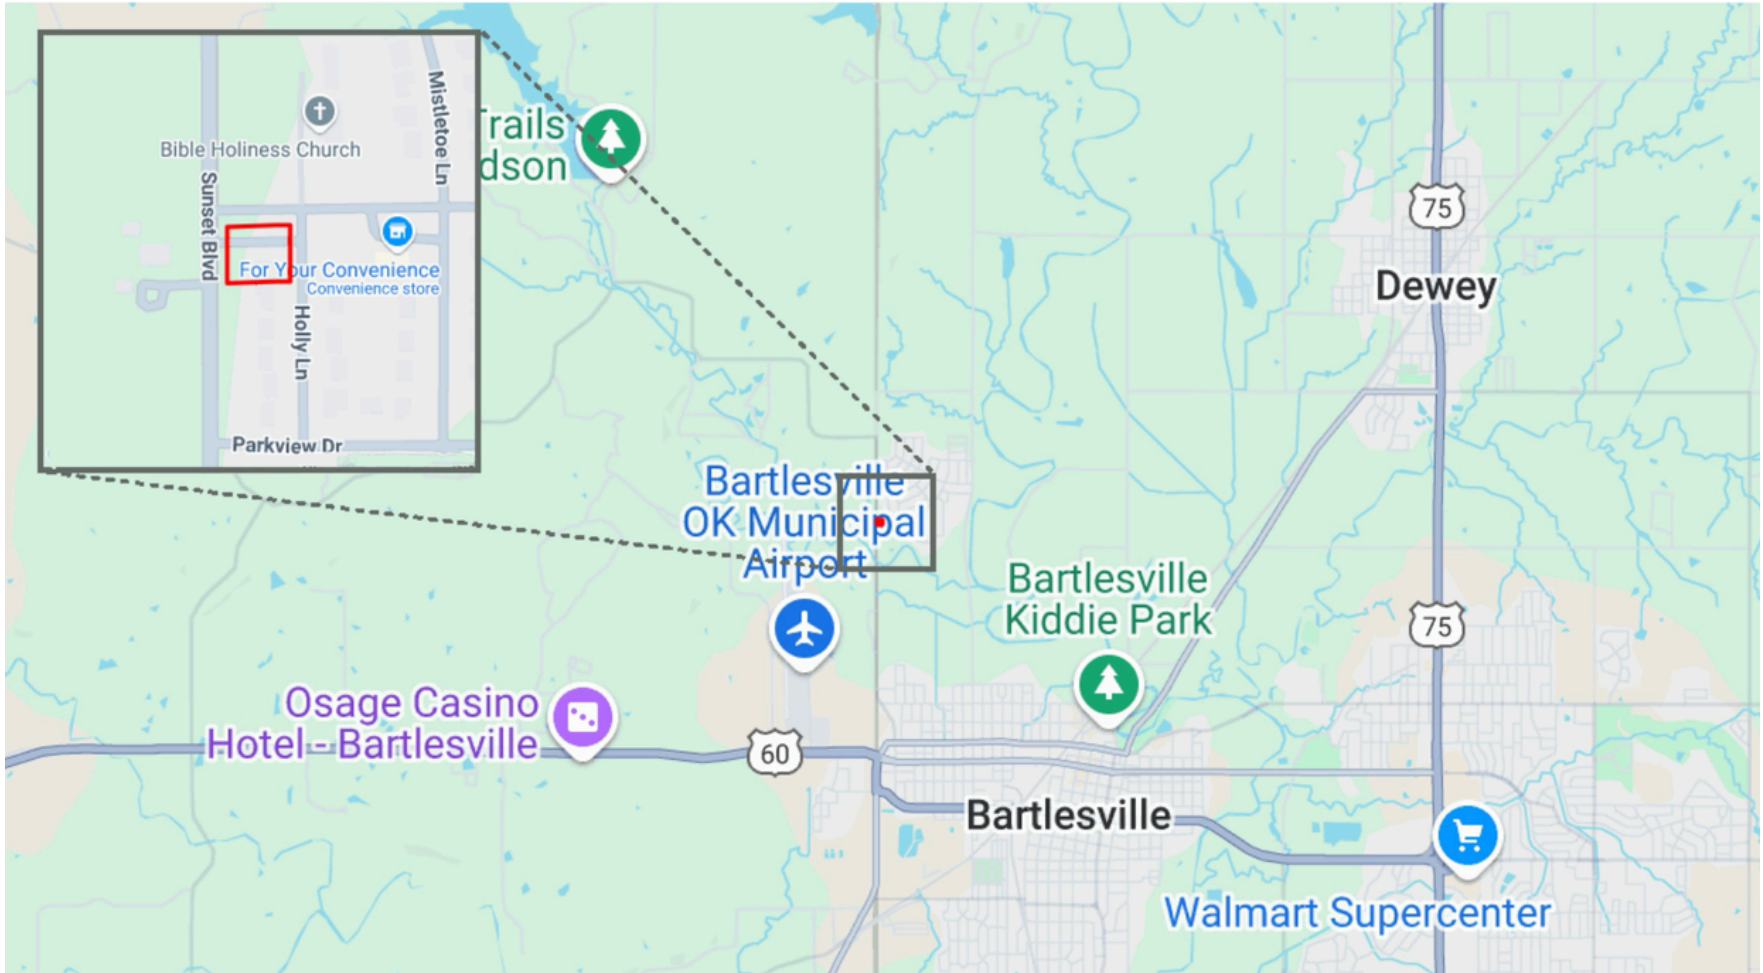 Bible Holiness Church
Mistletoe Ln
Sunset Blvd
For Your Convenience
Convenience store
Holly Ln
Parkview Dr
Trails
dson
75
Dewey
Bartlesville
OK Municipal
Airport
Bartlesville
Kiddie Park
75
Osage Casino
Hotel - Bartlesville
60
Bartlesville
Walmart Supercenter